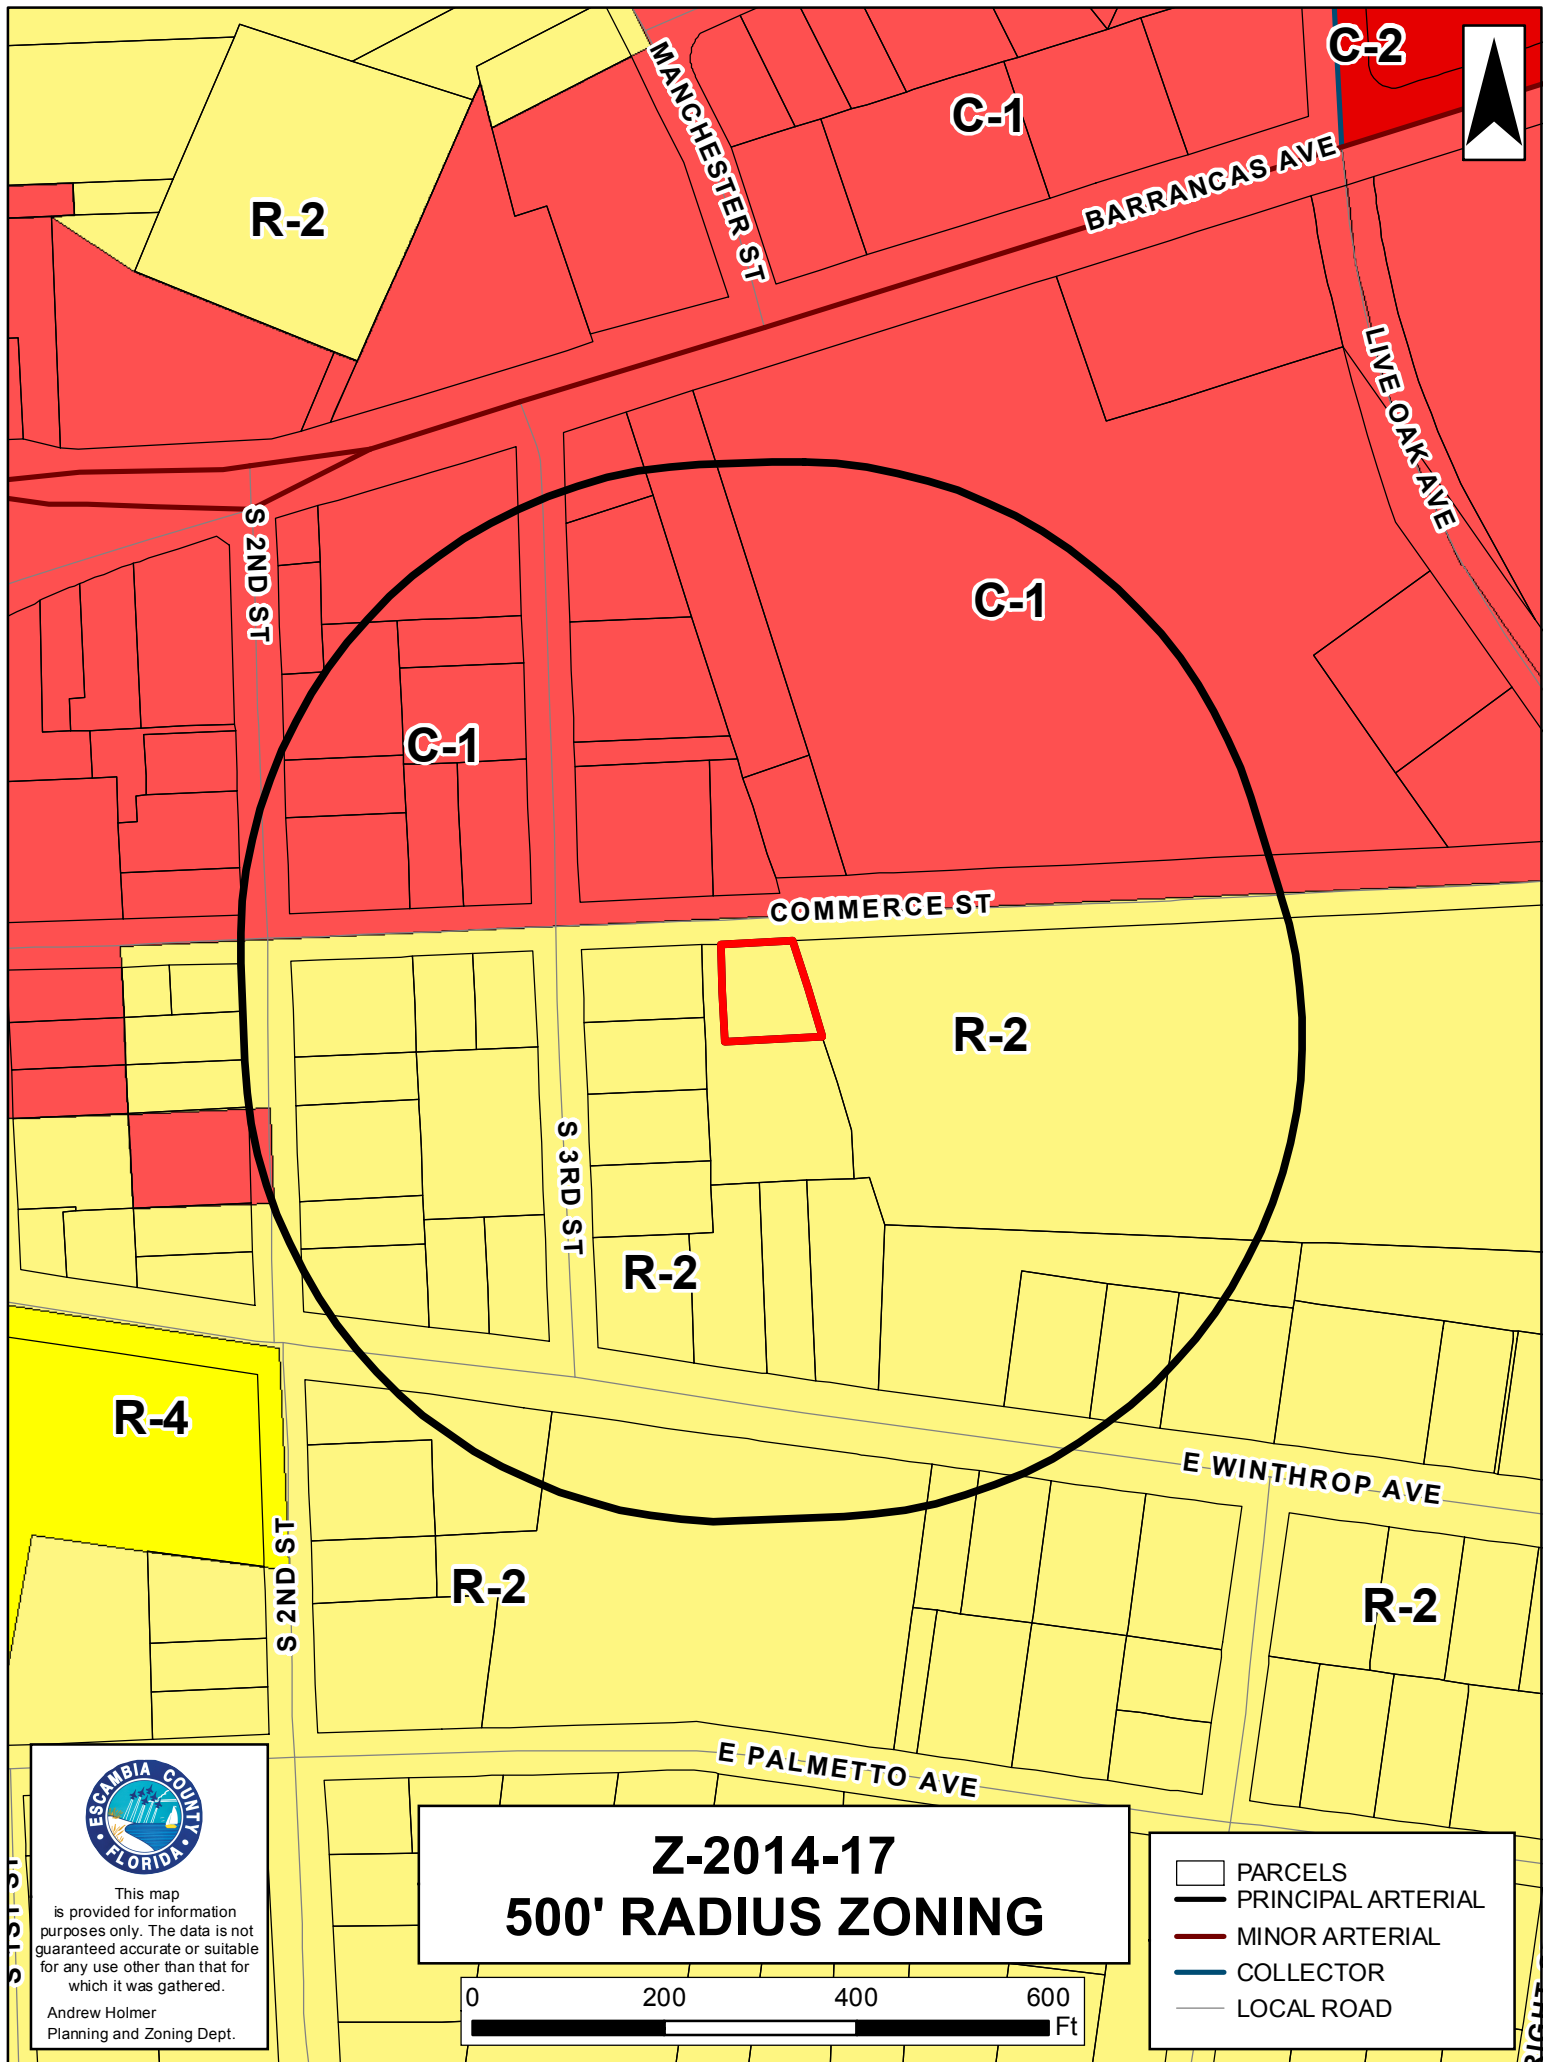 C-2
C-1
MANCHESTER ST
BARRANCAS AVE
R-2
LIVE OAK AVE
S 2ND ST
C-1
C-1
COMMERCE ST
R-2
S 3RD ST
R-2
R-4
E WINTHROP AVE
S 2ND ST
R-2
R-2
E PALMETTO AVE
ESCAMBIA COUNTY
FLORIDA
This map
is provided for information
purposes only. The data is not
guaranteed accurate or suitable
for any use other than that for
which it was gathered.
Andrew Holmer
Planning and Zoning Dept.
S 1ST ST
Z-2014-17
500' RADIUS ZONING
0 200 400 600
Ft
PARCELS
PRINCIPAL ARTERIAL
MINOR ARTERIAL
COLLECTOR
LOCAL ROAD